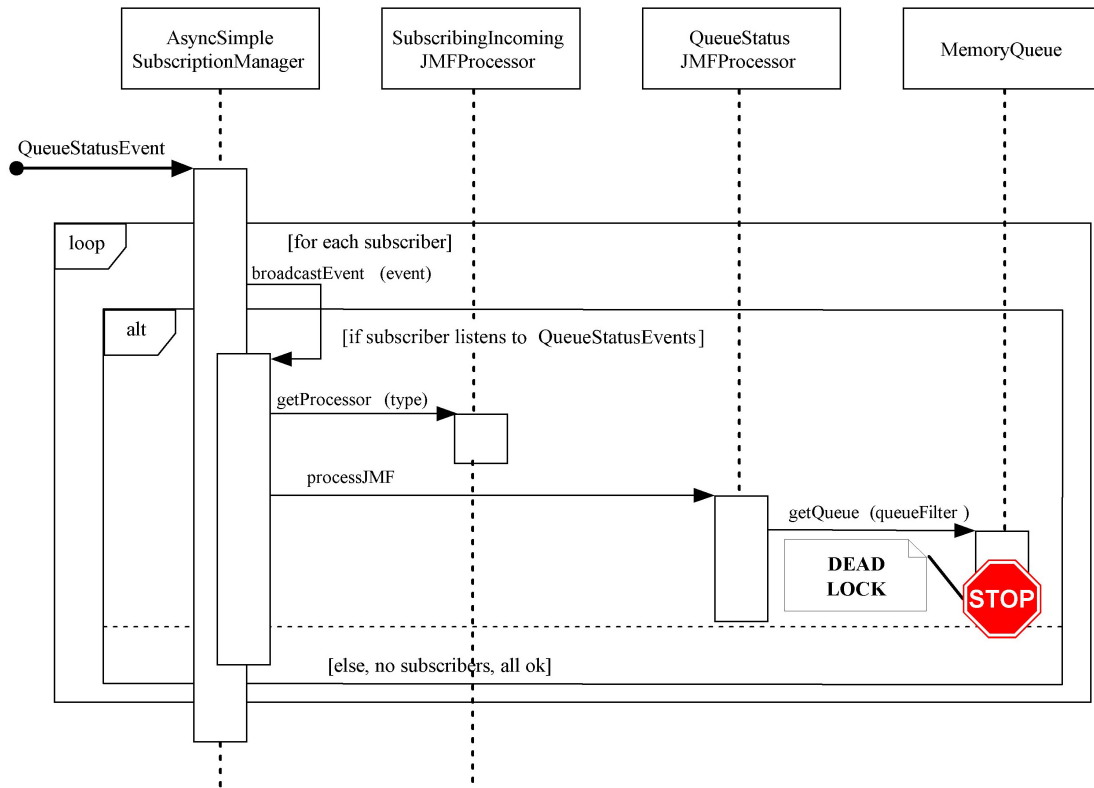 AsyncSimple
SubscriptionManager
SubscribingIncoming
JMFProcessor
QueueStatus
JMFProcessor
MemoryQueue
QueueStatusEvent
loop
[for each subscriber]
broadcastEvent (event)
alt
[if subscriber listens to QueueStatusEvents]
getProcessor (type)
processJMF
getQueue (queueFilter )
DEAD
LOCK
STOP
[else, no subscribers, all ok]